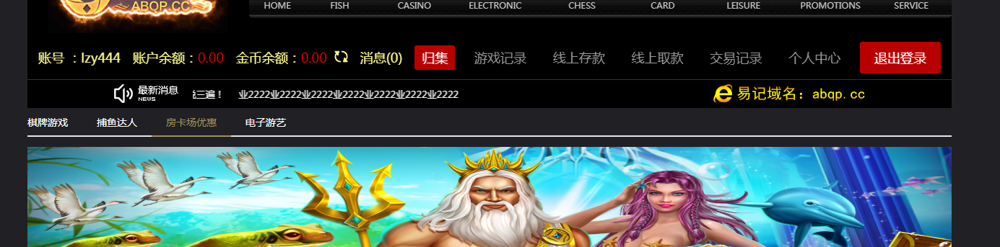 ABQP.CC
HOME FISH CASINO ELECTRONIC CHESS CARD LEISURE PROMOTIONS SERVICE
账号 ：lzy444 账户余额：0.00 金币余额：0.00 消息(0) 归集 游戏记录 线上存款 线上取款 交易记录 个人中心 退出登录
最新消息 三遍！ 业2222业2222业2222业2222业2222业2222业2222 易记域名：abqp.cc
NEWS
棋牌游戏 捕鱼达人 房卡场优惠 电子游艺